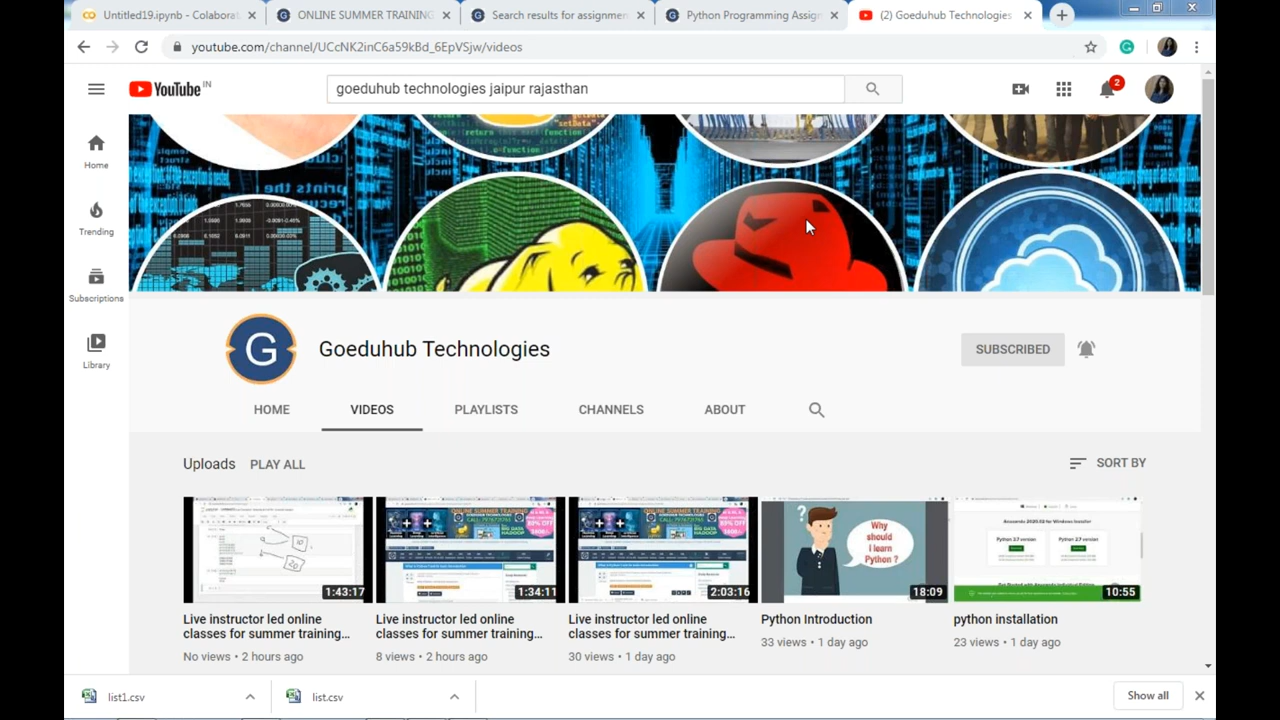 Untitled19.ipynb - Colaborat
ONLINE SUMMER TRAINING
Search results for assignmen
Python Programming Assign
(2) Goeduhub Technologies
youtube.com/channel/UCcNK2inC6a59kBd_6EpVSjw/videos
YouTube IN
goeduhub technologies jaipur rajasthan
2
Home
Trending
Subscriptions
Library
G
Goeduhub Technologies
SUBSCRIBED
HOME
VIDEOS
PLAYLISTS
CHANNELS
ABOUT
Uploads
PLAY ALL
SORT BY
1:43:17
1:34:11
2:03:16
Why
should
I learn
Python ?
18:09
10:55
Live instructor led online
classes for summer training...
No views • 2 hours ago
Live instructor led online
classes for summer training...
8 views • 2 hours ago
Live instructor led online
classes for summer training...
30 views • 1 day ago
Python Introduction
33 views • 1 day ago
python installation
23 views • 1 day ago
list1.csv
list.csv
Show all